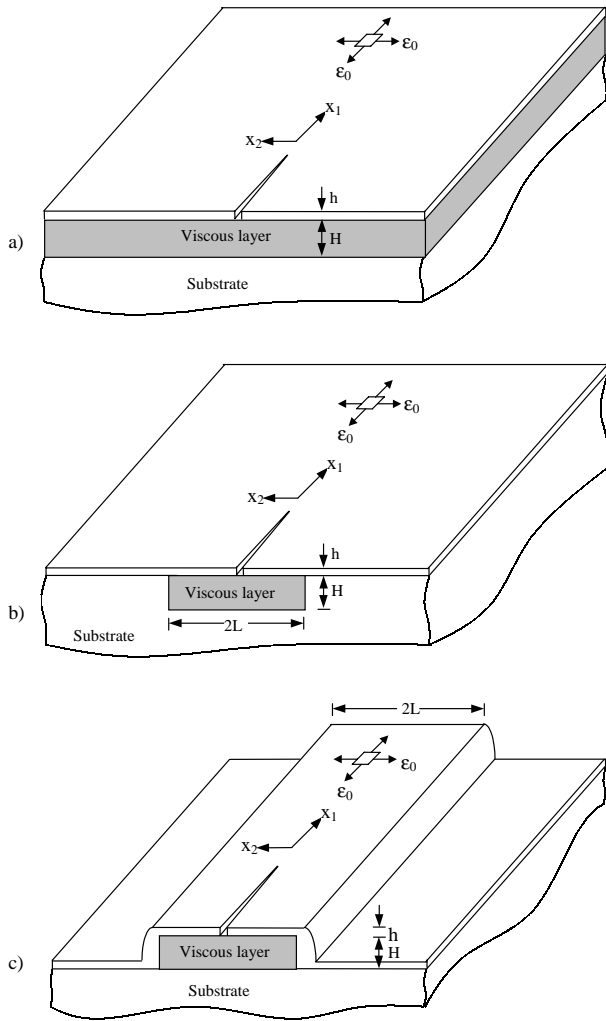 ε0
ε0
x1
x2
h
Viscous layer
H
a)
Substrate
ε0
ε0
x1
x2
h
Viscous layer
H
b)
2L
Substrate
2L
ε0
ε0
x1
x2
h
H
Viscous layer
c)
Substrate